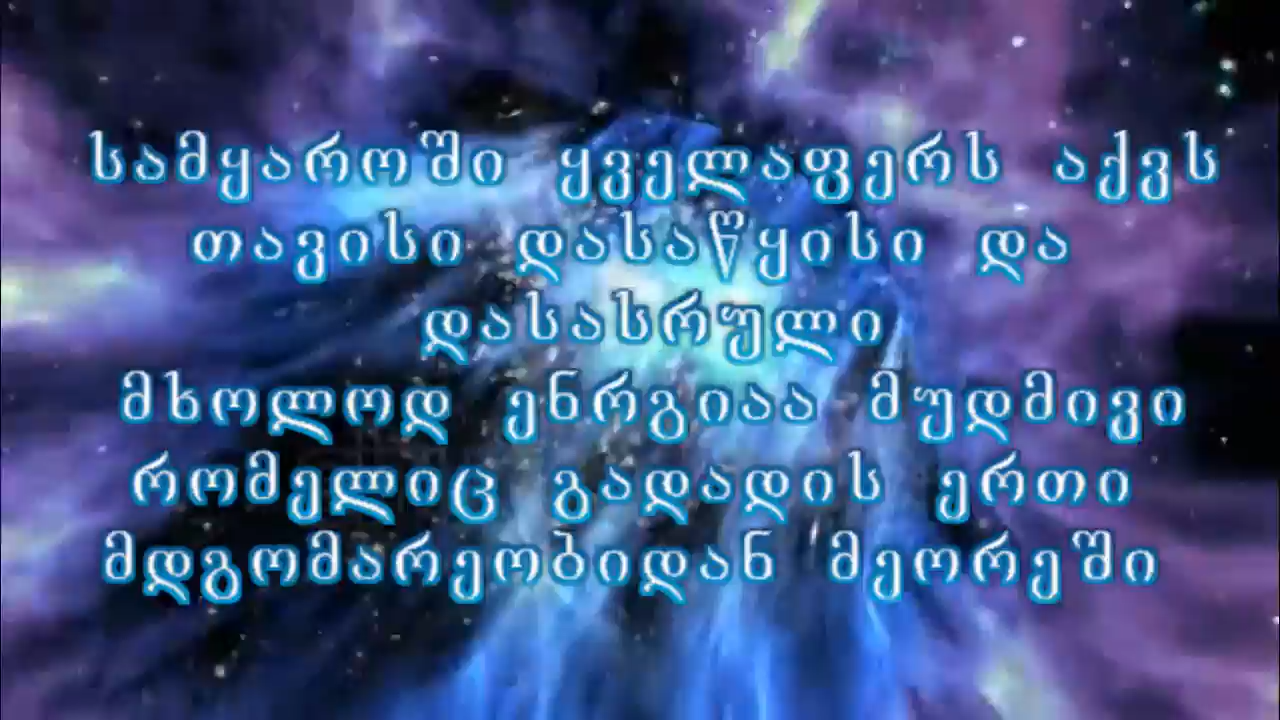 სამყაროში ყველაფერს აქვს
თავისი დასაწყისი და
დასასრული
მხოლოდ ენრგიაა მუდმივი
რომელიც გადადის ერთი
მდგომარეობიდან მეორეში